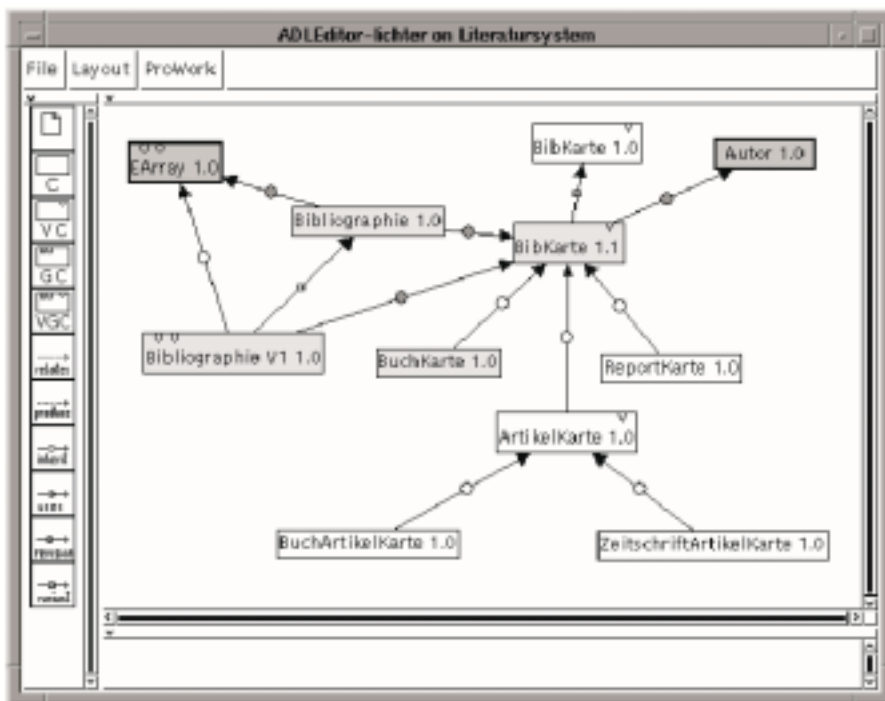 ADLEditor-lichter on Literatursystem
File Layout ProWork
C
VC
GC
VGC
relates
inherit
uses
BibKarte 1.0
Autor 1.0
EArray 1.0
Bibliographie 1.0
BibKarte 1.1
Bibliographie V1 1.0
BuchKarte 1.0
ReportKarte 1.0
ArtikelKarte 1.0
BuchArtikelKarte 1.0
ZeitschriftArtikelKarte 1.0